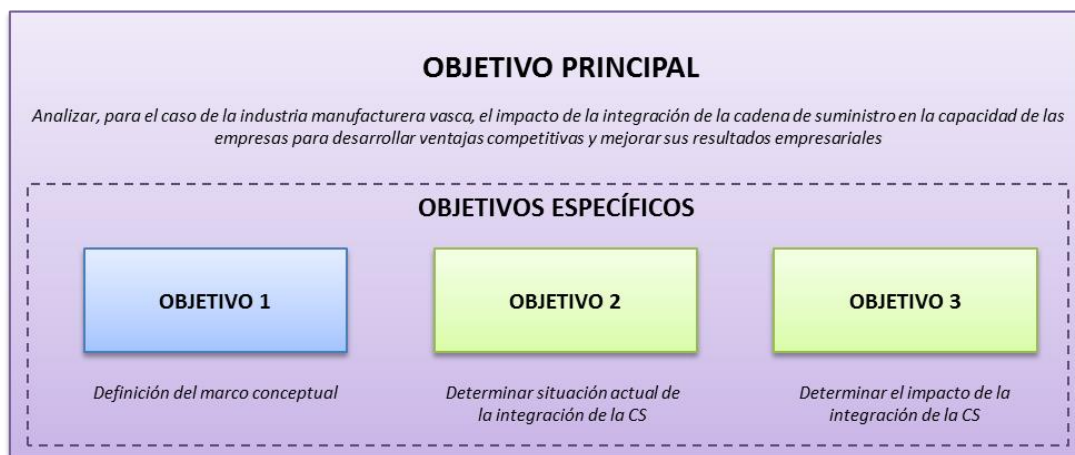 OBJETIVO PRINCIPAL
Analizar, para el caso de la industria manufacturera vasca, el impacto de la integración de la cadena de suministro en la capacidad de las
empresas para desarrollar ventajas competitivas y mejorar sus resultados empresariales
OBJETIVOS ESPECÍFICOS
OBJETIVO 1
OBJETIVO 2
OBJETIVO 3
Definición del marco conceptual
Determinar situación actual de
la integración de la CS
Determinar el impacto de la
integración de la CS